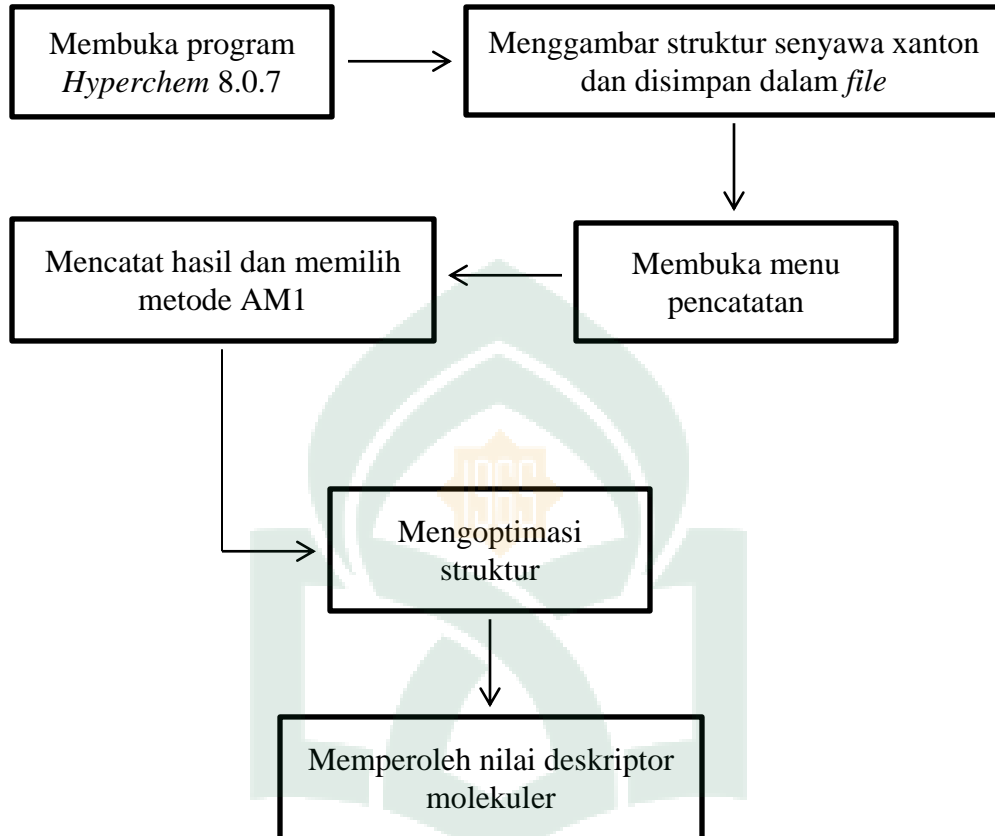 Membuka program
Hyperchem 8.0.7
Menggambar struktur senyawa xanton
dan disimpan dalam file
Membuka menu
pencatatan
Mencatat hasil dan memilih
metode AM1
Mengoptimasi
struktur
Memperoleh nilai deskriptor
molekuler